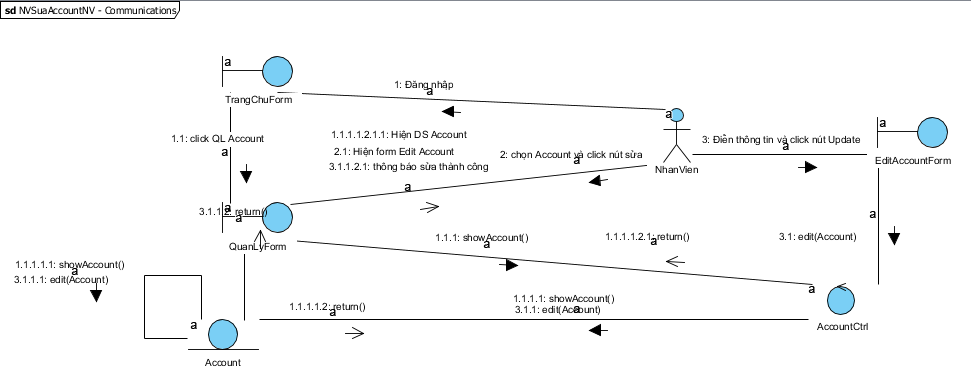 sd NVSuaAccountNV - Communications
a
TrangChuForm
1: Đăng nhập
a
a
a
EditAccountForm
1.1: click QL Account
a
1.1.1.1.2.1.1: Hiện DS Account
2.1: Hiện form Edit Account
3.1.1.2.1: thông báo sửa thành công
2: chọn Account và click nút sửa
a
NhanVien
3: Điền thông tin và click nút Update
a
a
3.1.1.2: return()
a
a
QuanLyForm
a
1.1.1: showAccount()
a
1.1.1.1.2.1: return()
a
3.1: edit(Account)
1.1.1.1.1: showAccount()
a
3.1.1.1: edit(Account)
a
AccountCtrl
1.1.1.1.2: return()
a
1.1.1.1: showAccount()
3.1.1: edit(Account)
a
a
Account